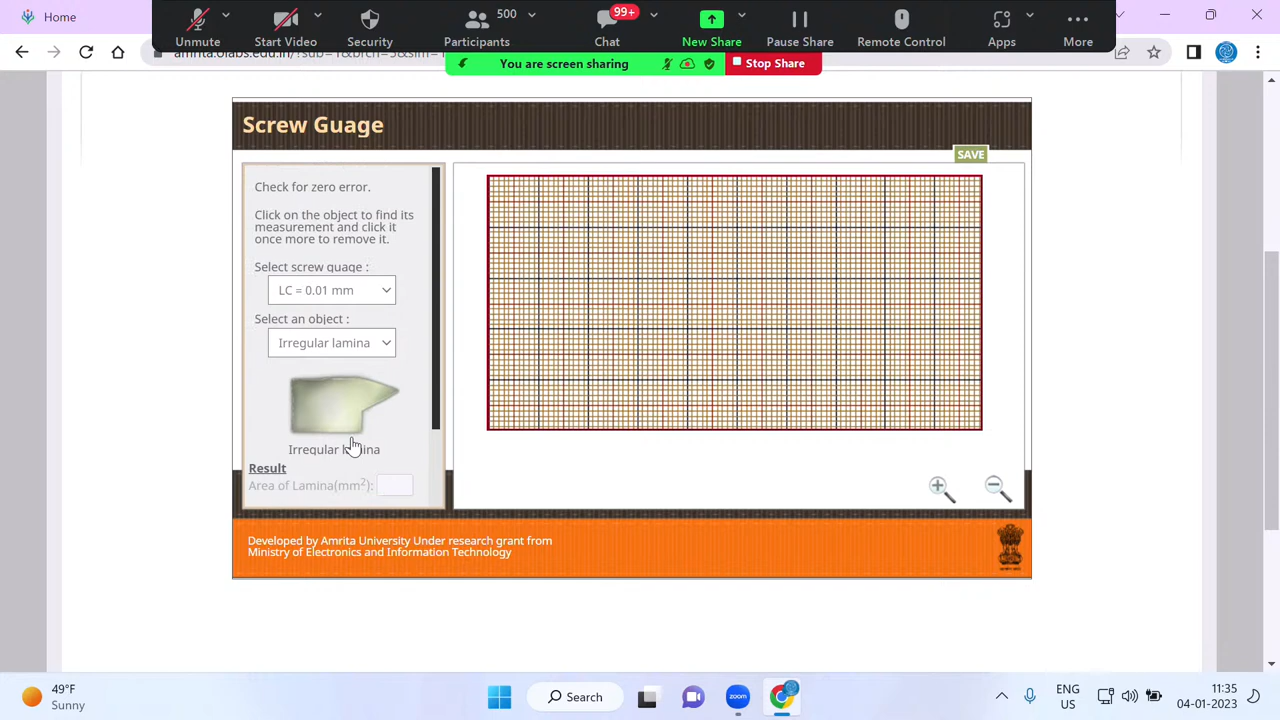 Home
Unmute
Start Video
Security
500
Participants
99+
Chat
New Share
Pause Share
Remote Control
Apps
More
You are screen sharing
Stop Share
Screw Guage
SAVE
Check for zero error.
Click on the object to find its
measurement and click it
once more to remove it.
Select screw guage :
LC = 0.01 mm
Select an object :
Irregular lamina
Irregular lamina
Result
Area of Lamina(mm²):
Developed by Amrita University Under research grant from
Ministry of Electronics and Information Technology
49°F
Sunny
Search
zoom
ENG
US
11:35
04-01-2023